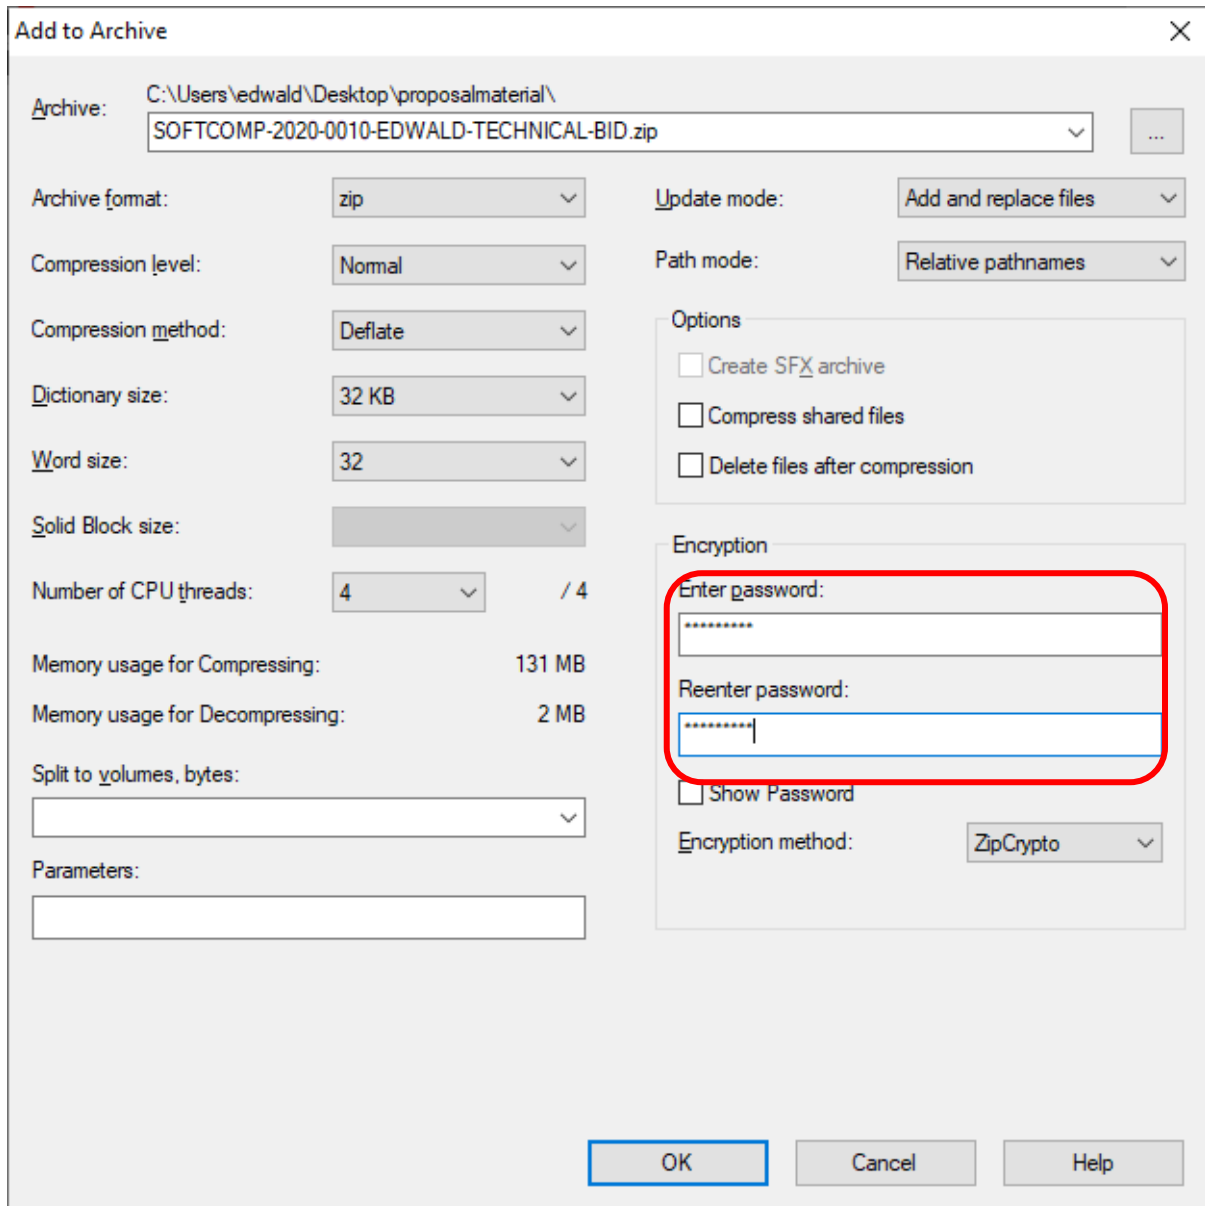 Add to Archive
Archive:
C:\Users\edwald\Desktop\proposalmaterial\
SOFTCOMP-2020-0010-EDWALD-TECHNICAL-BID.zip
...
Archive format:
zip
Compression level:
Normal
Compression method:
Deflate
Dictionary size:
32 KB
Word size:
32
Solid Block size:
Number of CPU threads:
4
/ 4
Memory usage for Compressing:
131 MB
Memory usage for Decompressing:
2 MB
Split to volumes, bytes:
Parameters:
Update mode:
Add and replace files
Path mode:
Relative pathnames
Options
Create SFX archive
Compress shared files
Delete files after compression
Encryption
Enter password:
*********
Reenter password:
*********
Show Password
Encryption method:
ZipCrypto
OK
Cancel
Help